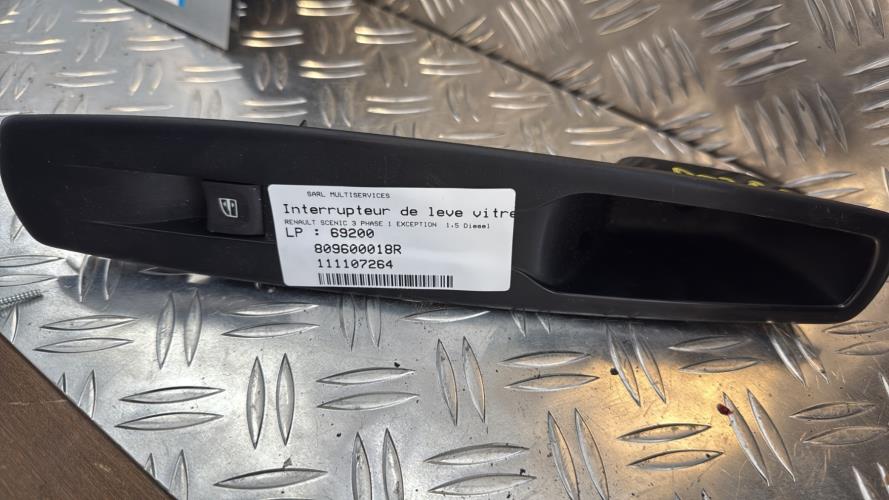 SARL MULTISERVICES
Interrupteur de leve vitre
RENAULT SCENIC 3 PHASE 1 EXCEPTION 1.5 Diesel
LP : 69200
809600018R
111107264